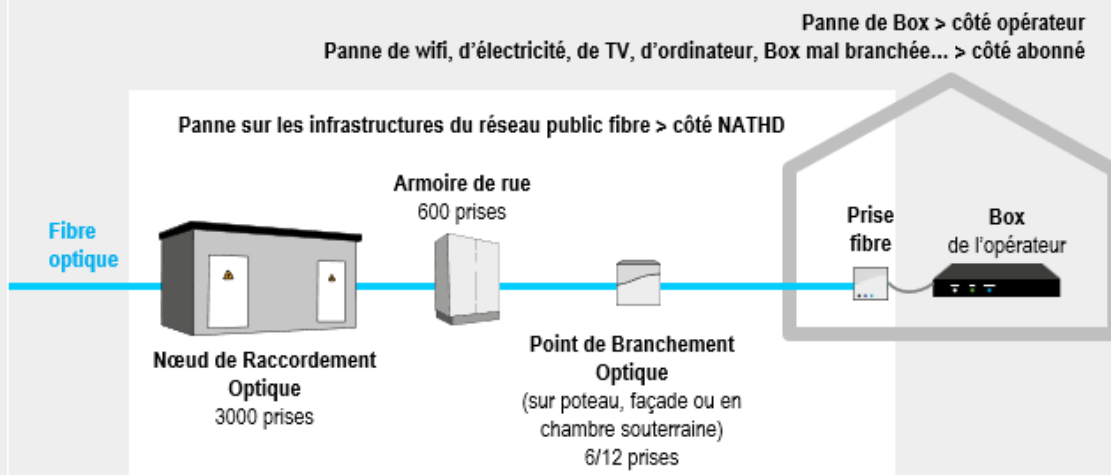 Panne de Box > côté opérateur
Panne de wifi, d'électricité, de TV, d'ordinateur, Box mal branchée... > côté abonné
Panne sur les infrastructures du réseau public fibre > côté NATHD
Armoire de rue
600 prises
Fibre
optique
Prise
fibre
Box
de l'opérateur
Nœud de Raccordement
Optique
3000 prises
Point de Branchement
Optique
(sur poteau, façade ou en
chambre souterraine)
6/12 prises